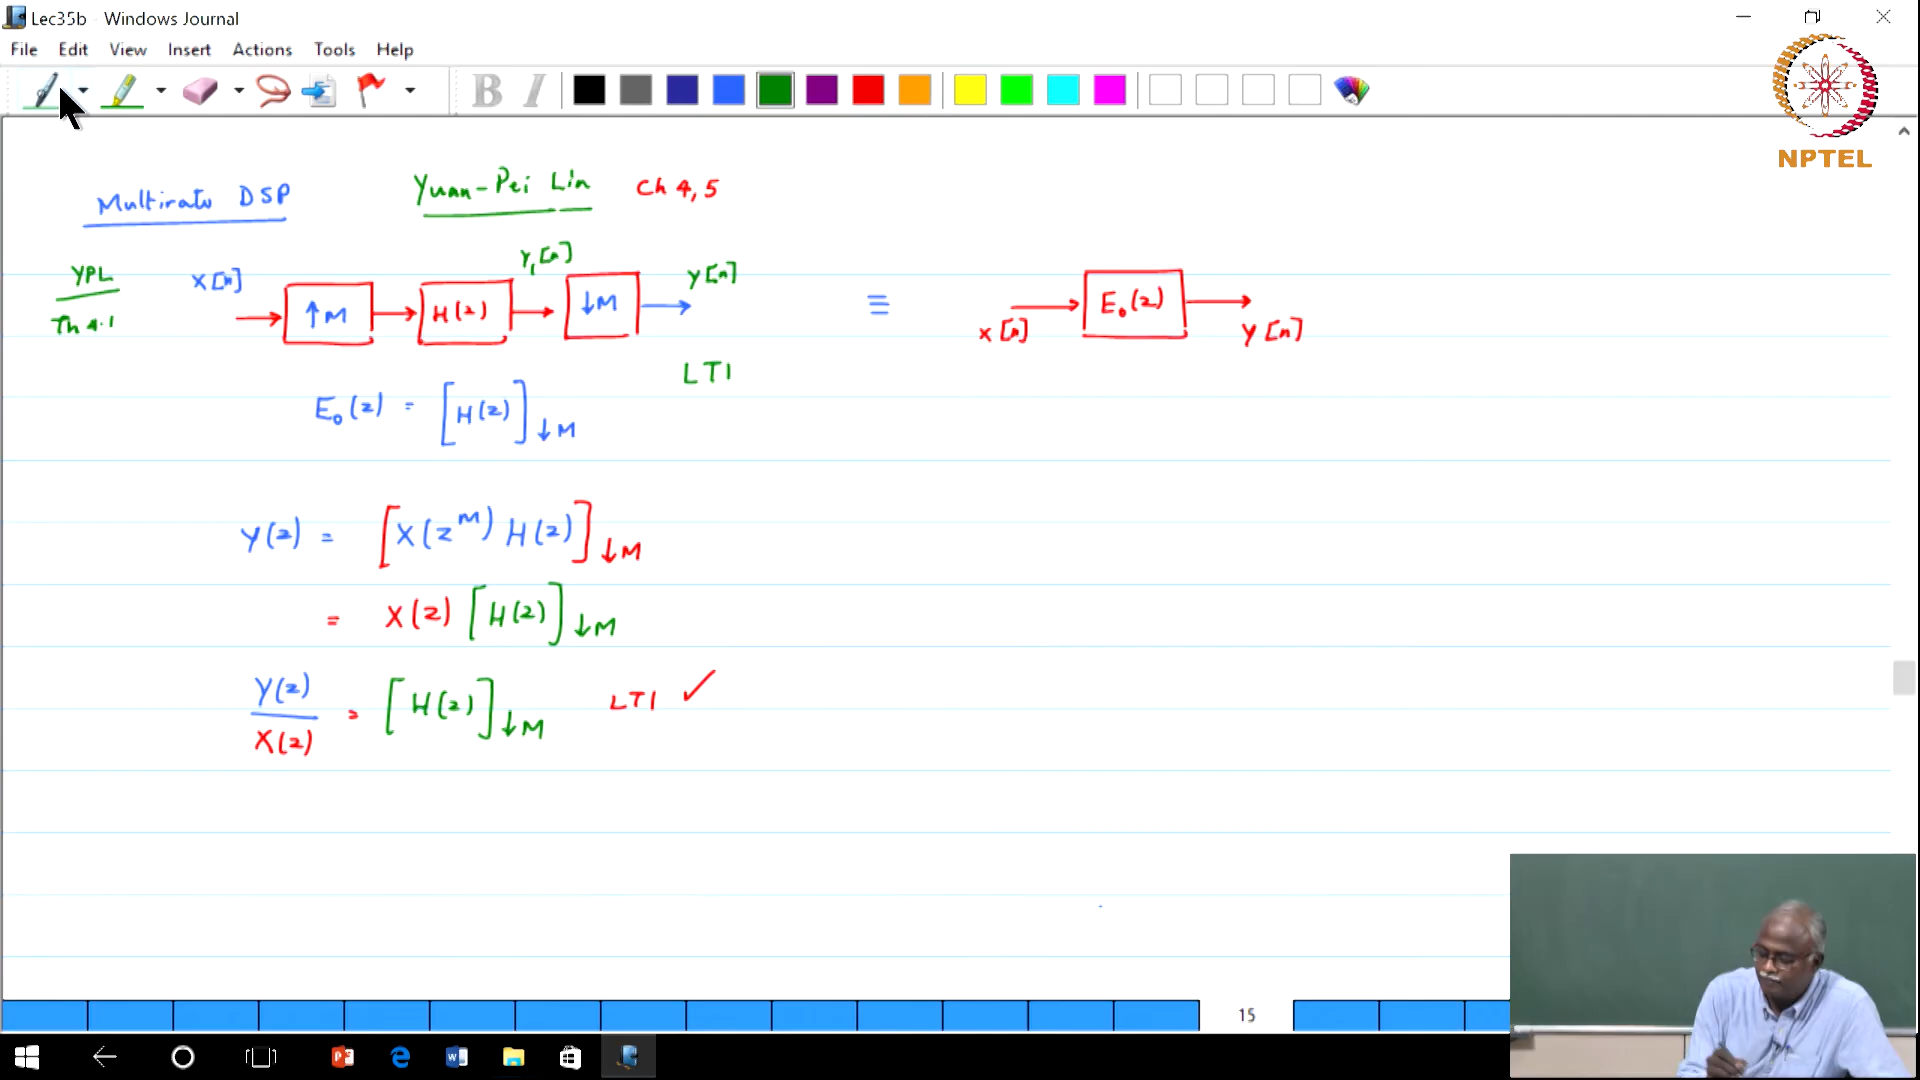 Lec35b - Windows Journal
File Edit View Insert Actions Tools Help
B I
NPTEL
Multirate DSP Yuan-Pei Lin Ch 4, 5
YPL
Th 4.1
x[n] ↑M H(z) y₁[n] ↓M y[n] ≡ x[n] E₀(z) y[n]
LTI
E₀(z) = [H(z)]↓M
Y(z) = [X(z^M) H(z)]↓M
= X(z) [H(z)]↓M
Y(z)/X(z) = [H(z)]↓M LTI ✓
15